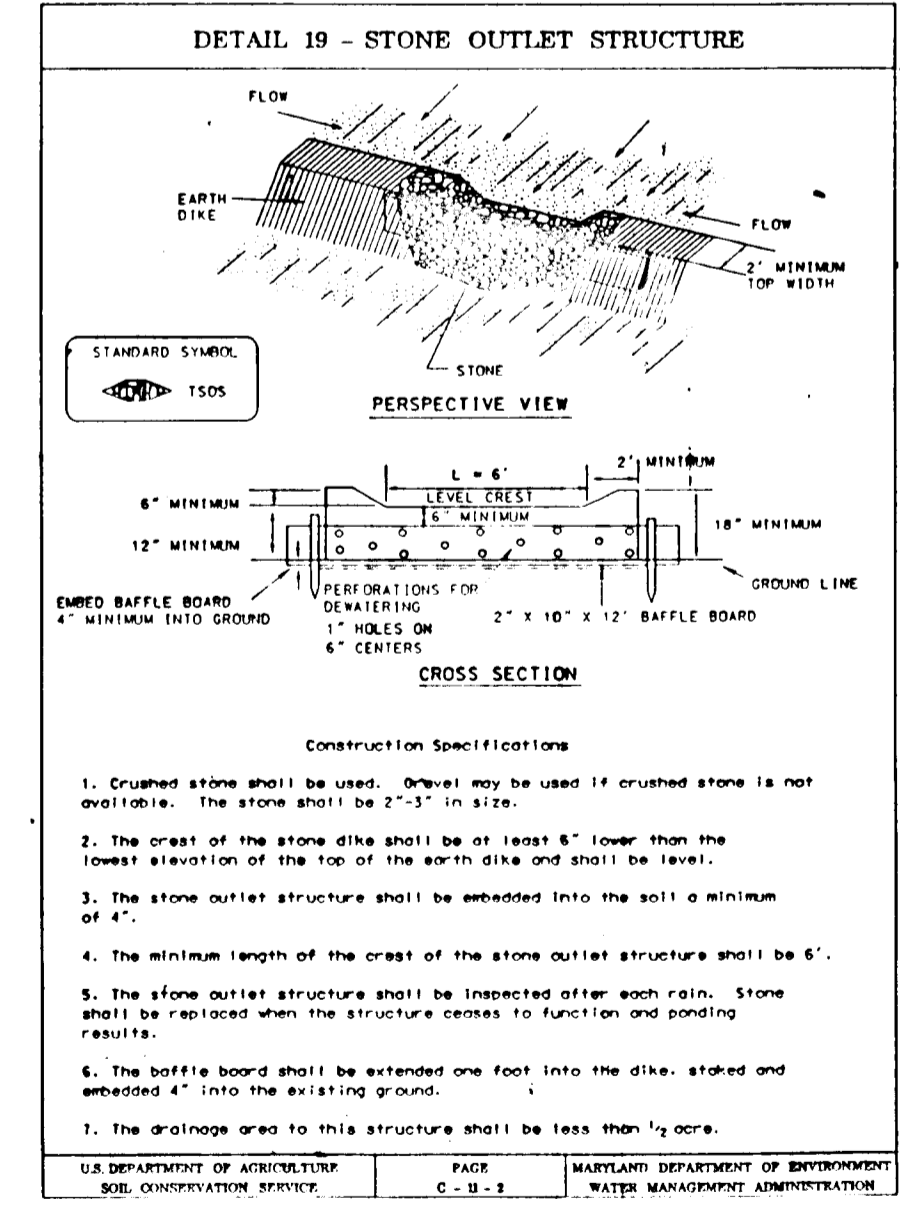 DETAIL 19 - STONE OUTLET STRUCTURE
FLOW
EARTH
DIKE
FLOW
2' MINIMUM
TOP WIDTH
STANDARD SYMBOL
TSOS
STONE
PERSPECTIVE VIEW
2' MINIMUM
L = 6'
6" MINIMUM
LEVEL CREST
6" MINIMUM
18" MINIMUM
12" MINIMUM
GROUND LINE
PERFORATIONS FOR
DEWATERING
1" HOLES ON
6" CENTERS
EMBED BAFFLE BOARD
4" MINIMUM INTO GROUND
2" X 10" X 12' BAFFLE BOARD
CROSS SECTION
Construction Specifications
1. Crushed stone shall be used. Gravel may be used if crushed stone is not
available. The stone shall be 2"-3" in size.
2. The crest of the stone dike shall be at least 6" lower than the
lowest elevation of the top of the earth dike and shall be level.
3. The stone outlet structure shall be embedded into the soil a minimum
of 4".
4. The minimum length of the crest of the stone outlet structure shall be 6'.
5. The stone outlet structure shall be inspected after each rain. Stone
shall be replaced when the structure ceases to function and ponding
results.
6. The baffle board shall be extended one foot into the dike. staked and
embedded 4" into the existing ground.
7. The drainage area to this structure shall be less than 1/2 acre.
U.S. DEPARTMENT OF AGRICULTURE
SOIL CONSERVATION SERVICE
PAGE
C - 11 - 2
MARYLAND DEPARTMENT OF ENVIRONMENT
WATER MANAGEMENT ADMINISTRATION